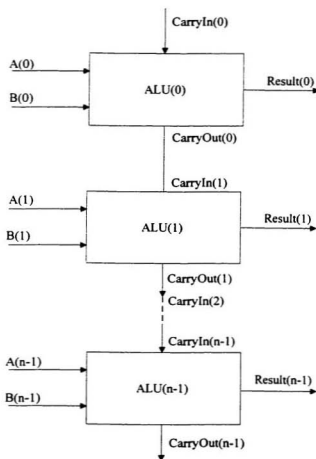 CarryIn(0)
A(0)
Result(0)
ALU(0)
B(0)
CarryOut(0)
CarryIn(1)
A(1)
Result(1)
ALU(1)
B(1)
CarryOut(1)
CarryIn(2)
CarryIn(n-1)
A(n-1)
Result(n-1)
ALU(n-1)
B(n-1)
CarryOut(n-1)